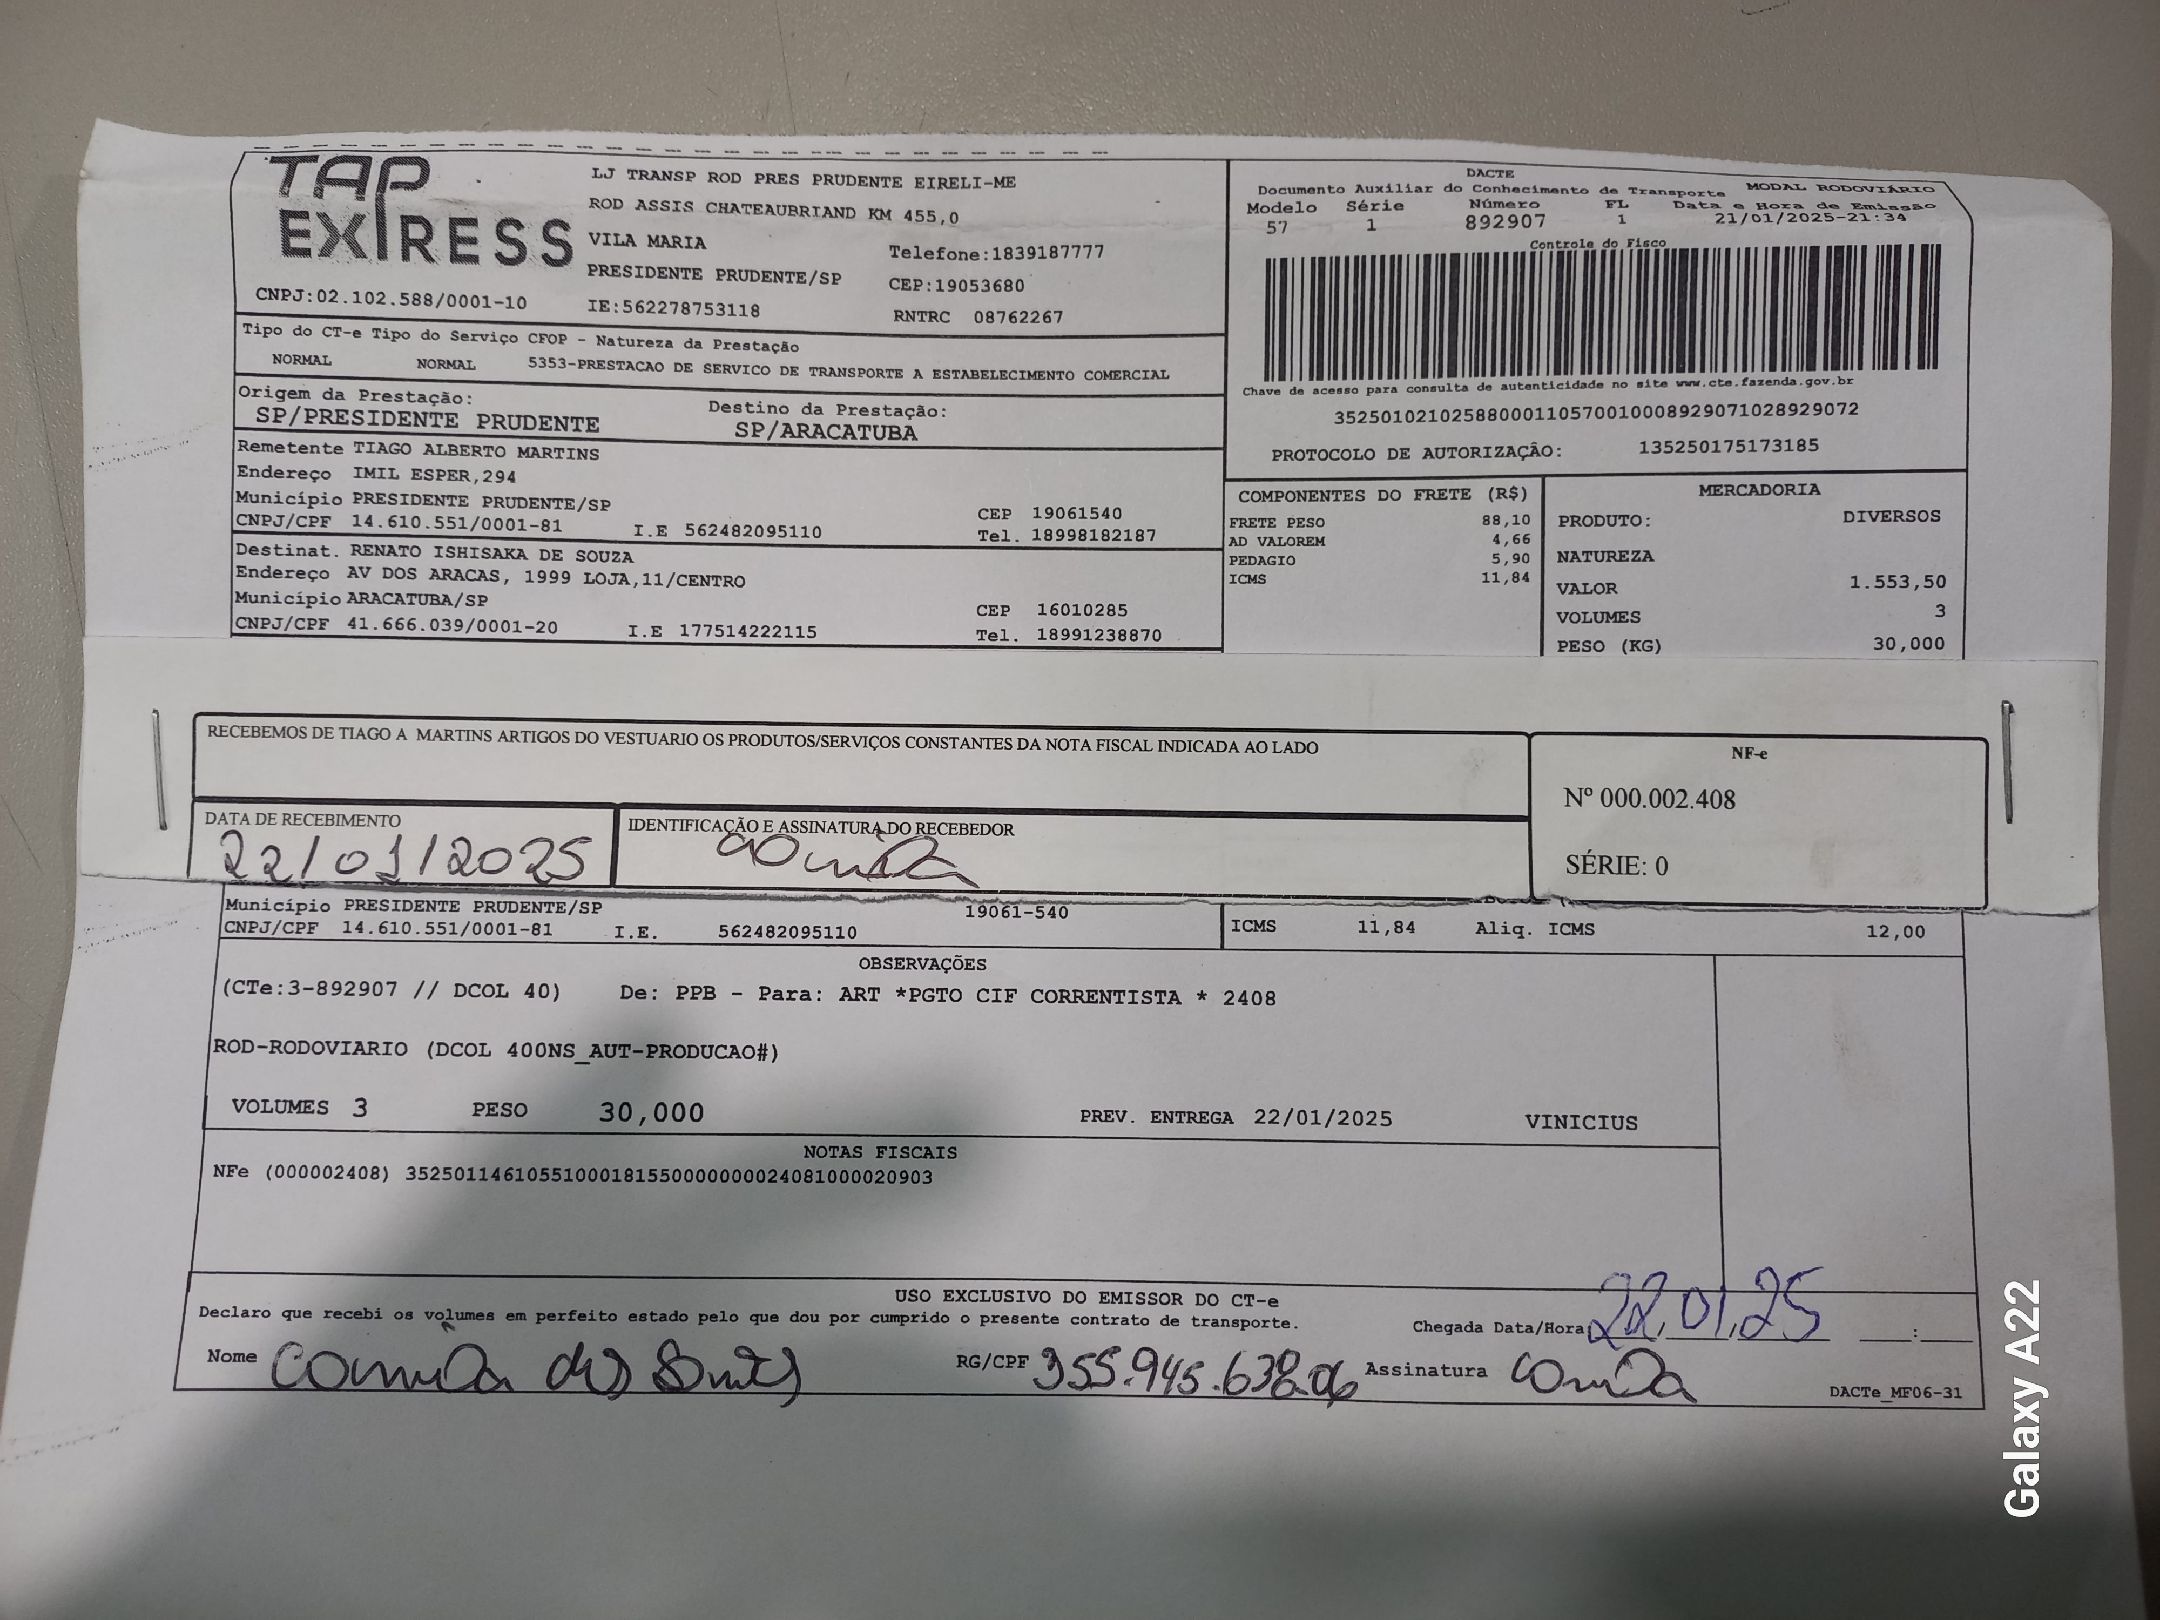 TAP EXPRESS
LJ TRANSP ROD PRES PRUDENTE EIRELI-ME
ROD ASSIS CHATEAUBRIAND KM 455,0
VILA MARIA
Telefone:1839187777
PRESIDENTE PRUDENTE/SP
CEP:19053680
CNPJ:02.102.588/0001-10
IE:562278753118
RNTRC 08762267
DACTE
Documento Auxiliar do Conhecimento de Transporte
MODAL RODOVIÁRIO
Modelo Série Número FL Data e Hora de Emissão
57 1 892907 1 21/01/2025-21:34
Controle do Fisco
Chave de acesso para consulta de autenticidade no site www.cte.fazenda.gov.br
35250102102588000110570010008929071028929072
PROTOCOLO DE AUTORIZAÇÃO: 135250175173185
Tipo do CT-e Tipo do Serviço CFOP - Natureza da Prestação
NORMAL NORMAL 5353-PRESTACAO DE SERVICO DE TRANSPORTE A ESTABELECIMENTO COMERCIAL
Origem da Prestação: Destino da Prestação:
SP/PRESIDENTE PRUDENTE SP/ARACATUBA
Remetente TIAGO ALBERTO MARTINS
Endereço IMIL ESPER,294
Município PRESIDENTE PRUDENTE/SP CEP 19061540
CNPJ/CPF 14.610.551/0001-81 I.E 562482095110 Tel. 18998182187
Destinat. RENATO ISHISAKA DE SOUZA
Endereço AV DOS ARACAS, 1999 LOJA,11/CENTRO
Município ARACATUBA/SP CEP 16010285
CNPJ/CPF 41.666.039/0001-20 I.E 177514222115 Tel. 18991238870
COMPONENTES DO FRETE (R$)
FRETE PESO 88,10
AD VALOREM 4,66
PEDAGIO 5,90
ICMS 11,84
MERCADORIA
PRODUTO: DIVERSOS
NATUREZA
VALOR 1.553,50
VOLUMES 3
PESO (KG) 30,000
RECEBEMOS DE TIAGO A MARTINS ARTIGOS DO VESTUARIO OS PRODUTOS/SERVIÇOS CONSTANTES DA NOTA FISCAL INDICADA AO LADO
NF-e
Nº 000.002.408
SÉRIE: 0
DATA DE RECEBIMENTO
22/01/2025
IDENTIFICAÇÃO E ASSINATURA DO RECEBEDOR
Município PRESIDENTE PRUDENTE/SP 19061-540
CNPJ/CPF 14.610.551/0001-81 I.E. 562482095110
ICMS 11,84 Aliq. ICMS 12,00
OBSERVAÇÕES
(CTe:3-892907 // DCOL 40) De: PPB - Para: ART *PGTO CIF CORRENTISTA * 2408
ROD-RODOVIARIO (DCOL 400NS_AUT-PRODUCAO#)
VOLUMES 3 PESO 30,000 PREV. ENTREGA 22/01/2025 VINICIUS
NOTAS FISCAIS
NFe (000002408) 35250114610551000181550000000024081000020903
USO EXCLUSIVO DO EMISSOR DO CT-e
Declaro que recebi os volumes em perfeito estado pelo que dou por cumprido o presente contrato de transporte.
Chegada Data/Hora 22.01.25 :
Nome Camila dos Santos RG/CPF 355.945.638.06 Assinatura Camila
DACTe_MF06-31
Galaxy A22